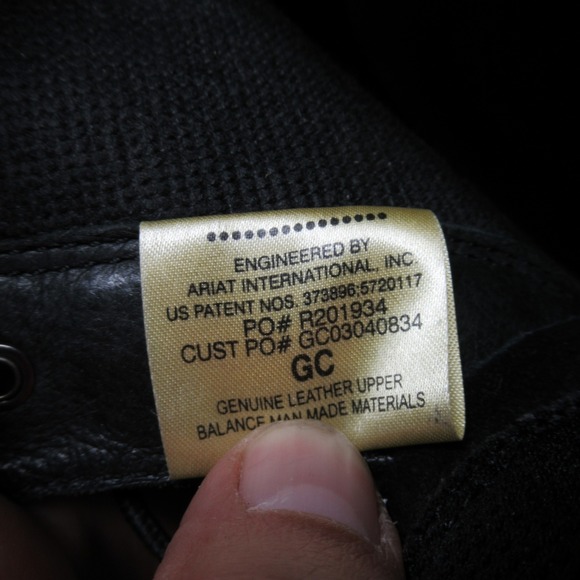 ENGINEERED BY
ARIAT INTERNATIONAL, INC.
US PATENT NOS. 373896;5720117
PO# R201934
CUST PO# GC03040834
GC
GENUINE LEATHER UPPER
BALANCE MAN MADE MATERIALS